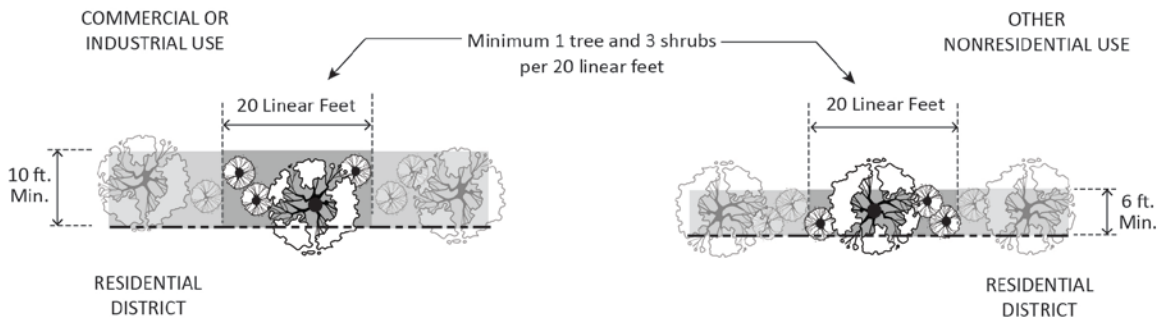 COMMERCIAL OR
INDUSTRIAL USE
Minimum 1 tree and 3 shrubs
per 20 linear feet
OTHER
NONRESIDENTIAL USE
20 Linear Feet
20 Linear Feet
10 ft.
Min.
6 ft.
Min.
RESIDENTIAL
DISTRICT
RESIDENTIAL
DISTRICT